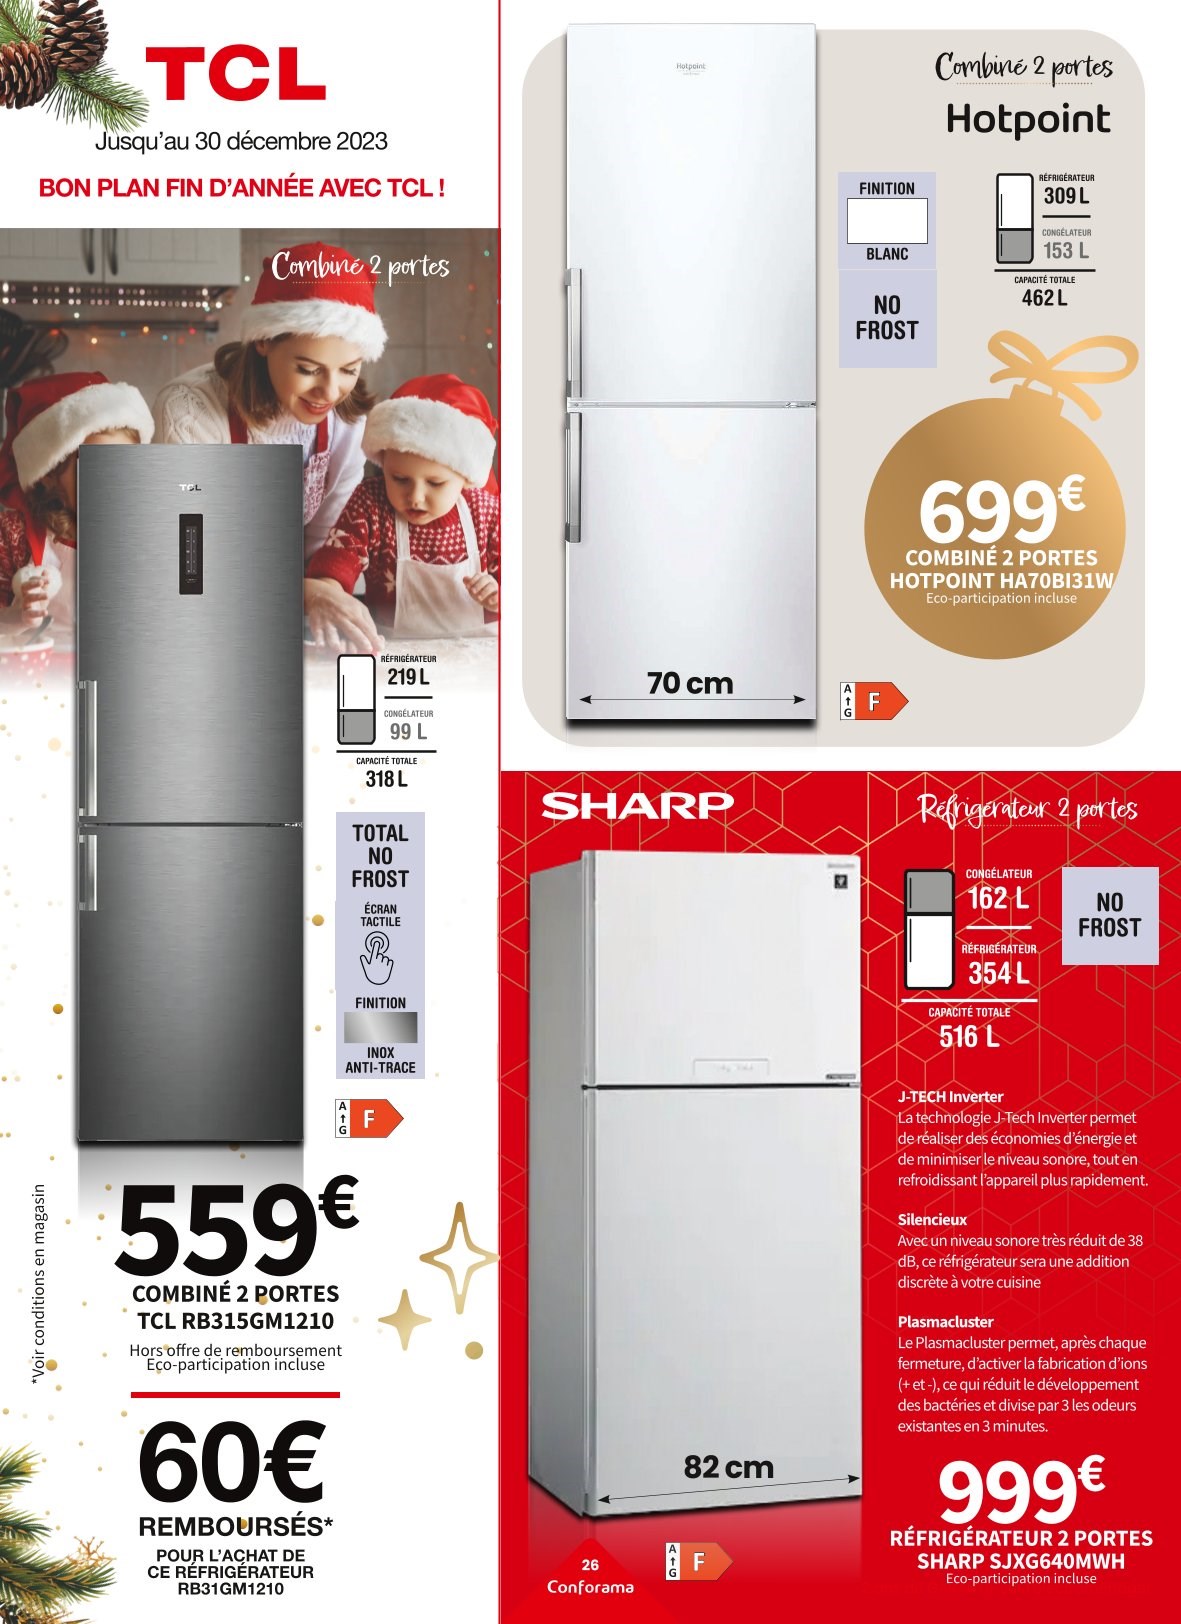 TCL
Jusqu'au 30 décembre 2023
BON PLAN FIN D'ANNÉE AVEC TCL !
Combiné 2 portes
TCL
RÉFRIGÉRATEUR
219 L
CONGÉLATEUR
99 L
CAPACITÉ TOTALE
318 L
TOTAL
NO
FROST
ÉCRAN
TACTILE
FINITION
INOX
ANTI-TRACE
A
G
F
559€
COMBINÉ 2 PORTES
TCL RB315GM1210
Hors offre de remboursement
Eco-participation incluse
60€
REMBOURSÉS*
POUR L'ACHAT DE
CE RÉFRIGÉRATEUR
RB31GM1210
*Voir conditions en magasin
Hotpoint
Combiné 2 portes
Hotpoint
FINITION
BLANC
NO
FROST
RÉFRIGÉRATEUR
309 L
CONGÉLATEUR
153 L
CAPACITÉ TOTALE
462 L
699€
COMBINÉ 2 PORTES
HOTPOINT HA70BI31W
Eco-participation incluse
70 cm
A
G
F
SHARP
Réfrigérateur 2 portes
CONGÉLATEUR
162 L
RÉFRIGÉRATEUR
354 L
CAPACITÉ TOTALE
516 L
NO
FROST
J-TECH Inverter
La technologie J-Tech Inverter permet
de réaliser des économies d'énergie et
de minimiser le niveau sonore, tout en
refroidissant l'appareil plus rapidement.
Silencieux
Avec un niveau sonore très réduit de 38
dB, ce réfrigérateur sera une addition
discrète à votre cuisine
Plasmacluster
Le Plasmacluster permet, après chaque
fermeture, d'activer la fabrication d'ions
(+ et -), ce qui réduit le développement
des bactéries et divise par 3 les odeurs
existantes en 3 minutes.
82 cm
999€
RÉFRIGÉRATEUR 2 PORTES
SHARP SJXG640MWH
Eco-participation incluse
A
G
F
26
Conforama